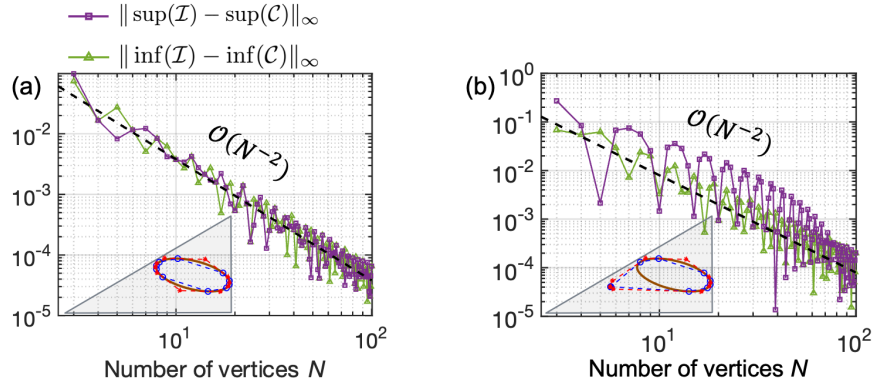 ‖ sup(𝓘) − sup(𝓒)‖∞
‖ inf(𝓘) − inf(𝓒)‖∞
(a)
𝒪(N⁻²)
10⁻²
10⁻³
10⁻⁴
10⁻⁵
10¹
10²
Number of vertices N
(b)
𝒪(N⁻²)
10⁰
10⁻¹
10⁻²
10⁻³
10⁻⁴
10⁻⁵
10¹
10²
Number of vertices N